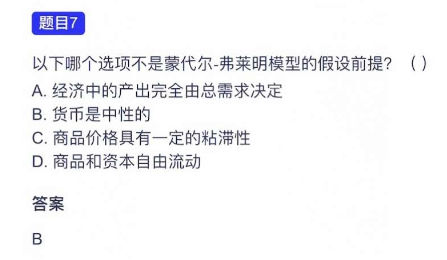 题目7
以下哪个选项不是蒙代尔-弗莱明模型的假设前提？（ ）
A. 经济中的产出完全由总需求决定
B. 货币是中性的
C. 商品价格具有一定的粘滞性
D. 商品和资本自由流动
答案
B